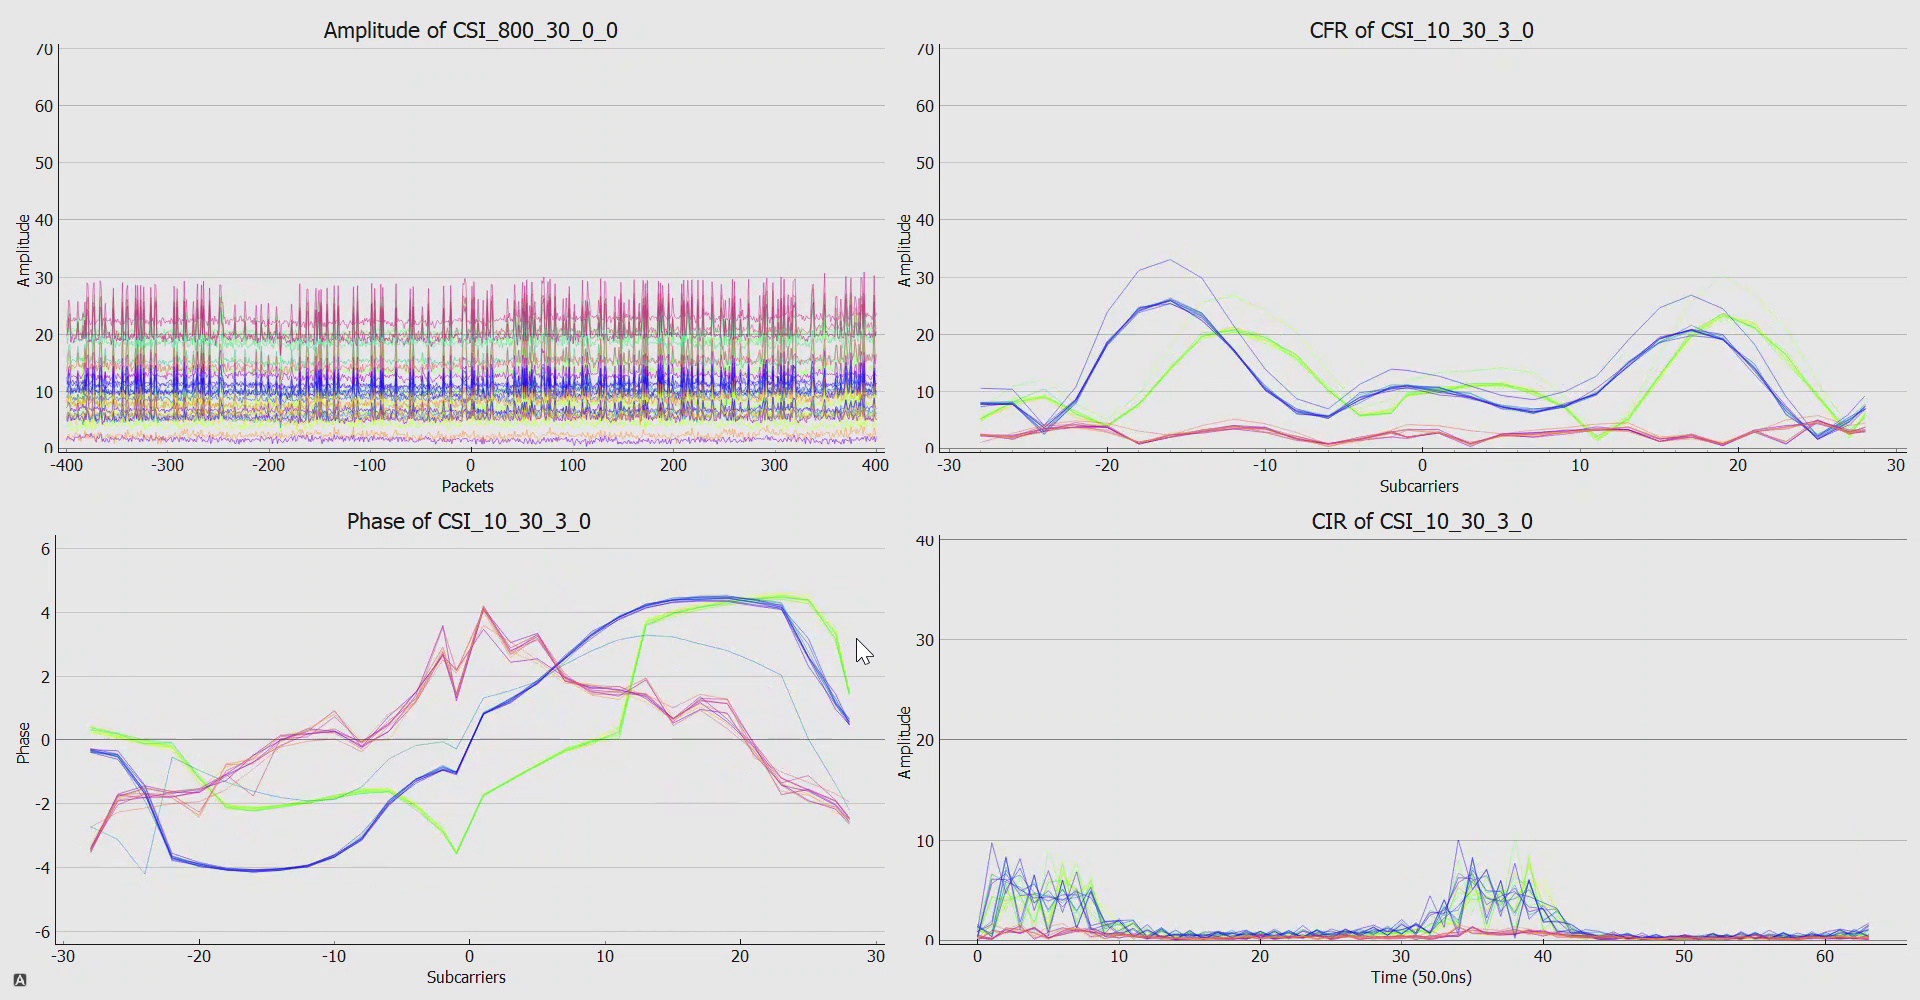 Amplitude of CSI_800_30_0_0
70
60
50
40
30
20
10
0
Amplitude
-400 -300 -200 -100 0 100 200 300 400
Packets
CFR of CSI_10_30_3_0
70
60
50
40
30
20
10
0
Amplitude
-30 -20 -10 0 10 20 30
Subcarriers
Phase of CSI_10_30_3_0
6
4
2
0
-2
-4
-6
Phase
-30 -20 -10 0 10 20 30
Subcarriers
A
CIR of CSI_10_30_3_0
40
30
20
10
0
Amplitude
0 10 20 30 40 50 60
Time (50.0ns)